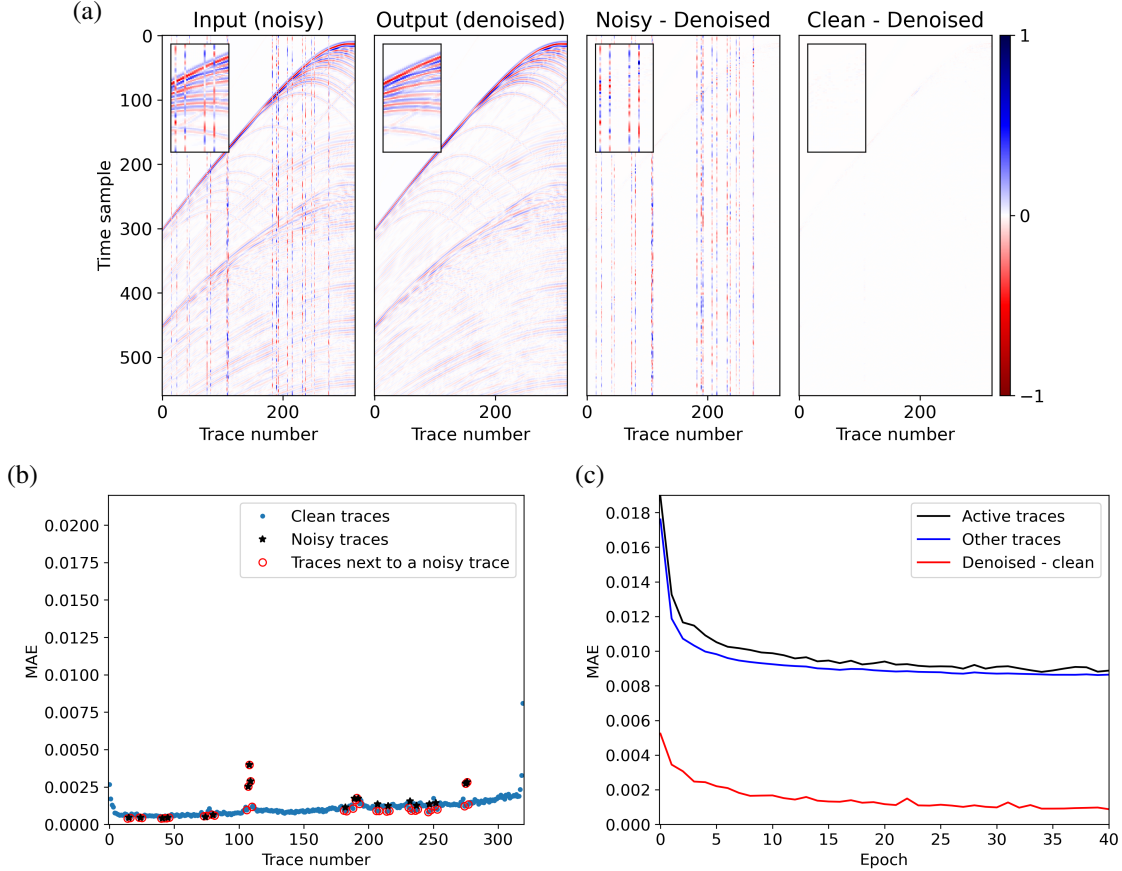 (a)
Input (noisy) Output (denoised) Noisy - Denoised Clean - Denoised
0
100
200
300
400
500
Time sample
0 200 0 200 0 200 0 200
Trace number Trace number Trace number Trace number
1
0
−1
(b)
0.0200
0.0175
0.0150
0.0125
0.0100
0.0075
0.0050
0.0025
0.0000
MAE
Clean traces
Noisy traces
Traces next to a noisy trace
0 50 100 150 200 250 300
Trace number
(c)
0.018
0.016
0.014
0.012
0.010
0.008
0.006
0.004
0.002
0.000
MAE
Active traces
Other traces
Denoised - clean
0 5 10 15 20 25 30 35 40
Epoch